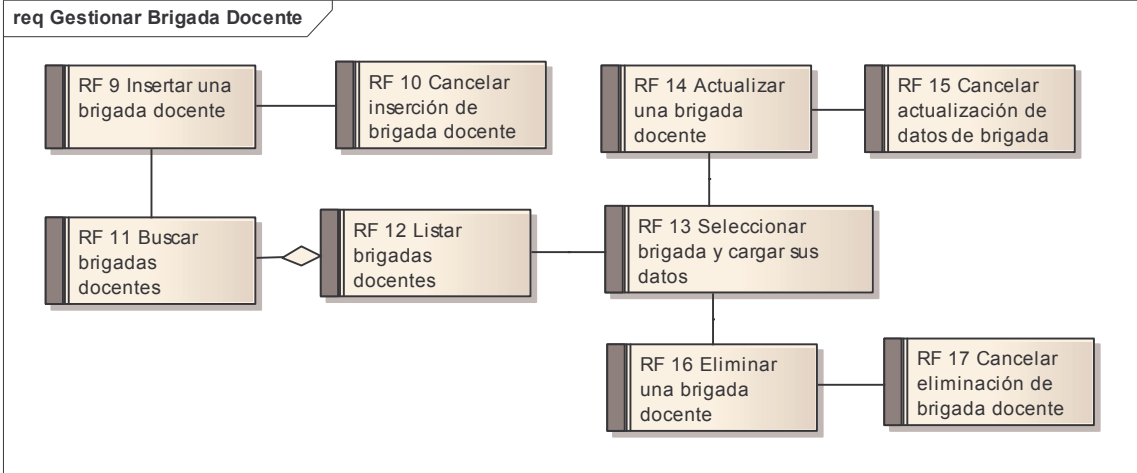 req Gestionar Brigada Docente
RF 9 Insertar una
brigada docente
RF 10 Cancelar
inserción de
brigada docente
RF 14 Actualizar
una brigada
docente
RF 15 Cancelar
actualización de
datos de brigada
RF 11 Buscar
brigadas
docentes
RF 12 Listar
brigadas
docentes
RF 13 Seleccionar
brigada y cargar sus
datos
RF 16 Eliminar
una brigada
docente
RF 17 Cancelar
eliminación de
brigada docente